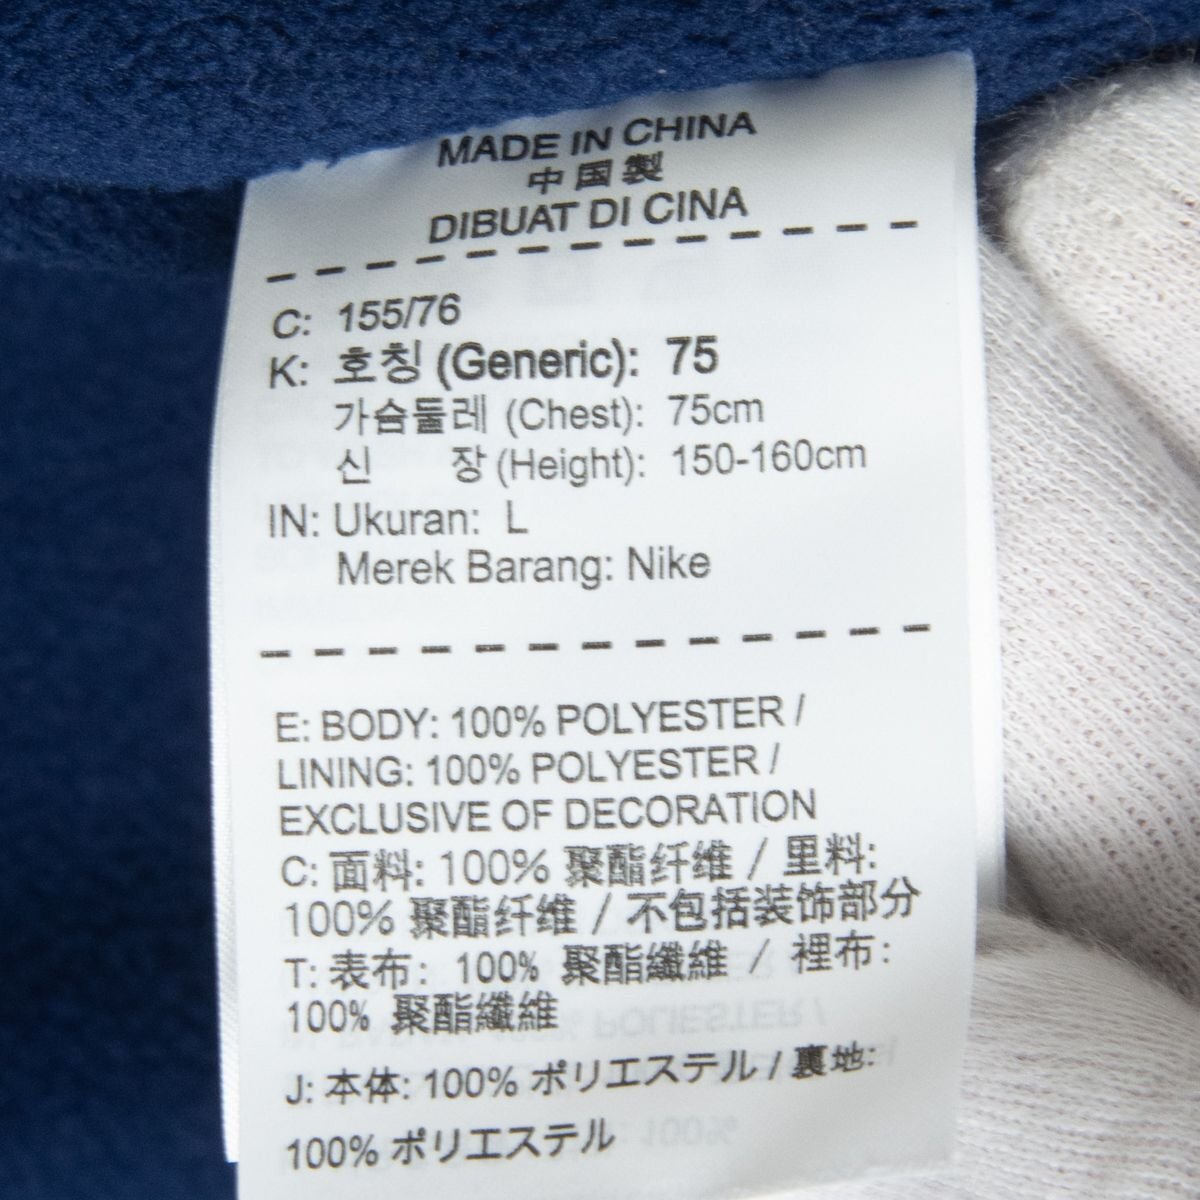 MADE IN CHINA
中国製
DIBUAT DI CINA
C: 155/76
K: 호칭 (Generic): 75
가슴둘레 (Chest): 75cm
신 장 (Height): 150-160cm
IN: Ukuran: L
Merek Barang: Nike
E: BODY: 100% POLYESTER /
LINING: 100% POLYESTER /
EXCLUSIVE OF DECORATION
C: 面料: 100% 聚酯纤维 / 里料:
100% 聚酯纤维 / 不包括装饰部分
T: 表布: 100% 聚酯纖維 / 裡布:
100% 聚酯纖維
J: 本体: 100% ポリエステル / 裏地:
100% ポリエステル